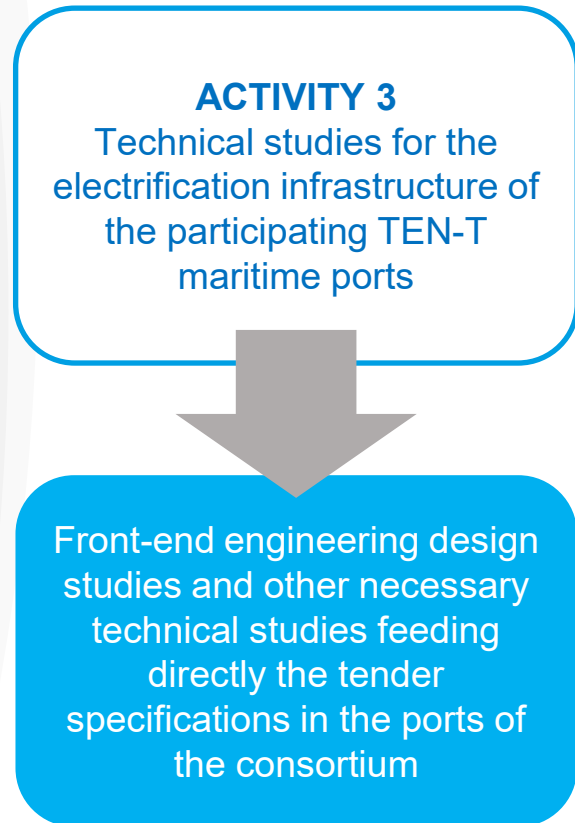 ACTIVITY 3
Technical studies for the
electrification infrastructure of
the participating TEN-T
maritime ports
Front-end engineering design
studies and other necessary
technical studies feeding
directly the tender
specifications in the ports of
the consortium